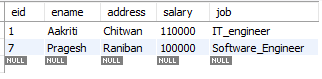 eid ename address salary job
1 Aakriti Chitwan 110000 IT_engineer
7 Pragesh Raniban 100000 Software_Engineer
NULL NULL NULL NULL NULL